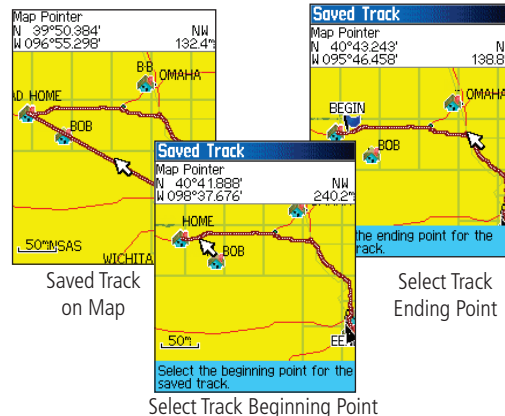 Map Pointer
N 39°50.384' NW
W 096°55.298' 132.4m
BB
OMAHA
AD HOME
BOB
50m
NSAS
WICHITA
Saved Track
on Map
Saved Track
Map Pointer
N 40°41.888' NW
W 098°37.676' 240.2m
HOME
BOB
50m
EE
Select the beginning point for the
saved track.
Select Track Beginning Point
Saved Track
Map Pointer
N 40°43.243' N
W 095°46.458' 138.8
OMAHA
BEGIN
BOB
the ending point for the
rack.
Select Track
Ending Point